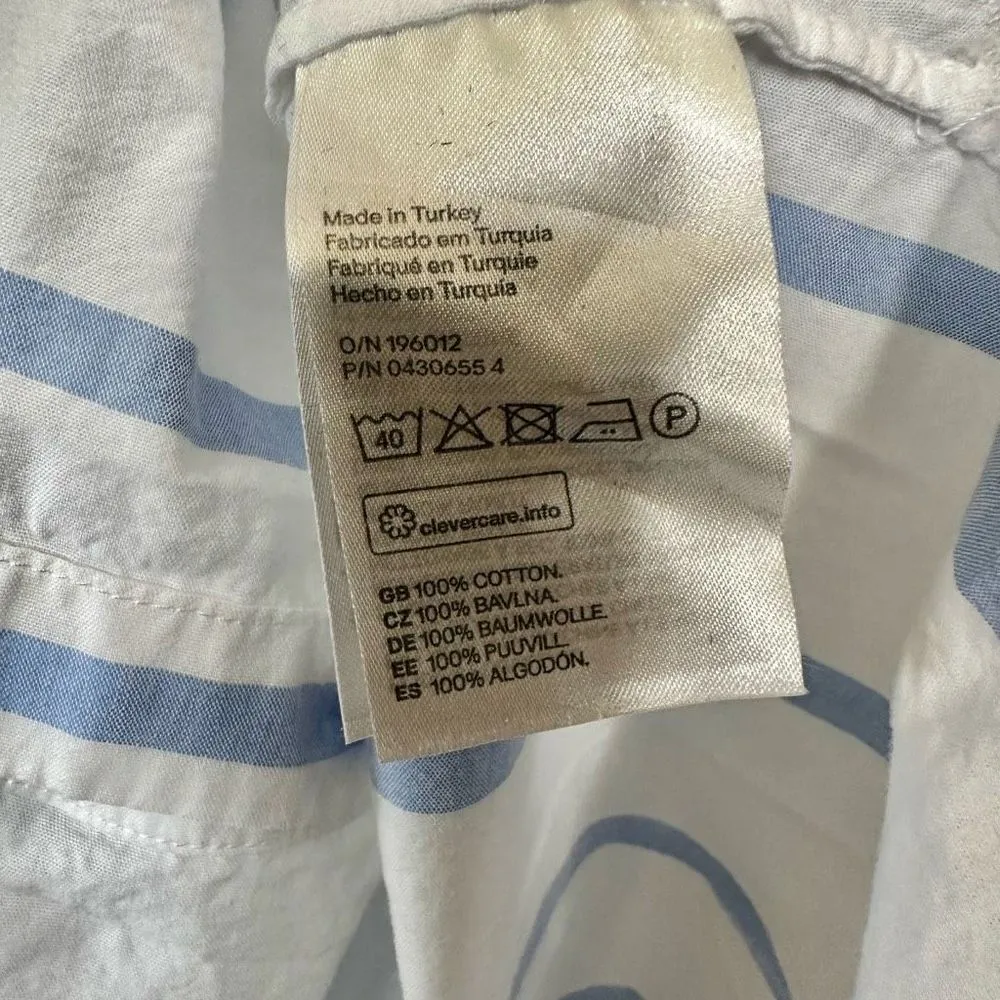 Made in Turkey
Fabricado em Turquia
Fabriqué en Turquie
Hecho en Turquía
O/N 196012
P/N 0430655 4
40 P
clevercare.info
GB 100% COTTON.
CZ 100% BAVLNA.
DE 100% BAUMWOLLE.
EE 100% PUUVILL.
ES 100% ALGODÓN.